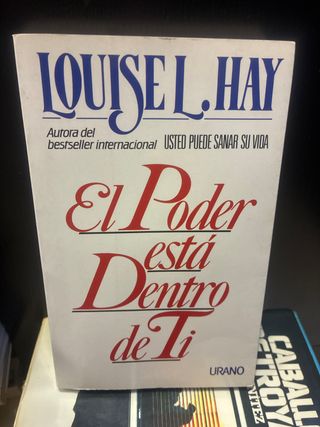 LOUISE L. HAY
Autora del
bestseller internacional USTED PUEDE SANAR SU VIDA
El Poder
está
Dentro
de Ti
URANO